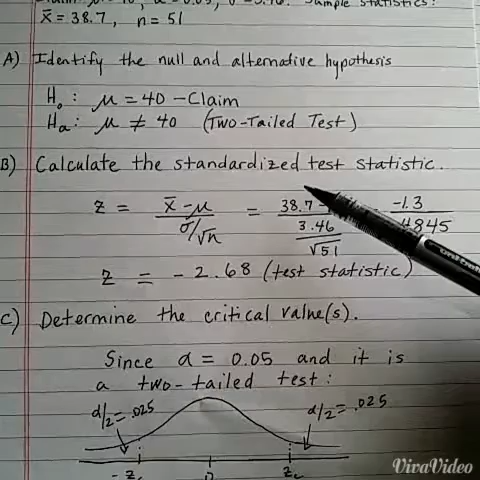 x̄ = 38.7, n = 51
A) Identify the null and alternative hypothesis
H₀: μ = 40 - Claim
Hₐ: μ ≠ 40 (Two-Tailed Test)
B) Calculate the standardized test statistic.
z = x̄ - μ / σ/√n = 38.7 - / 3.46/√51 -1.3 / 4845
z = -2.68 (test statistic)
C) Determine the critical value(s).
Since α = 0.05 and it is
a two-tailed test:
α/2 = .025 α/2 = .025
-z 0 zc
VivaVideo